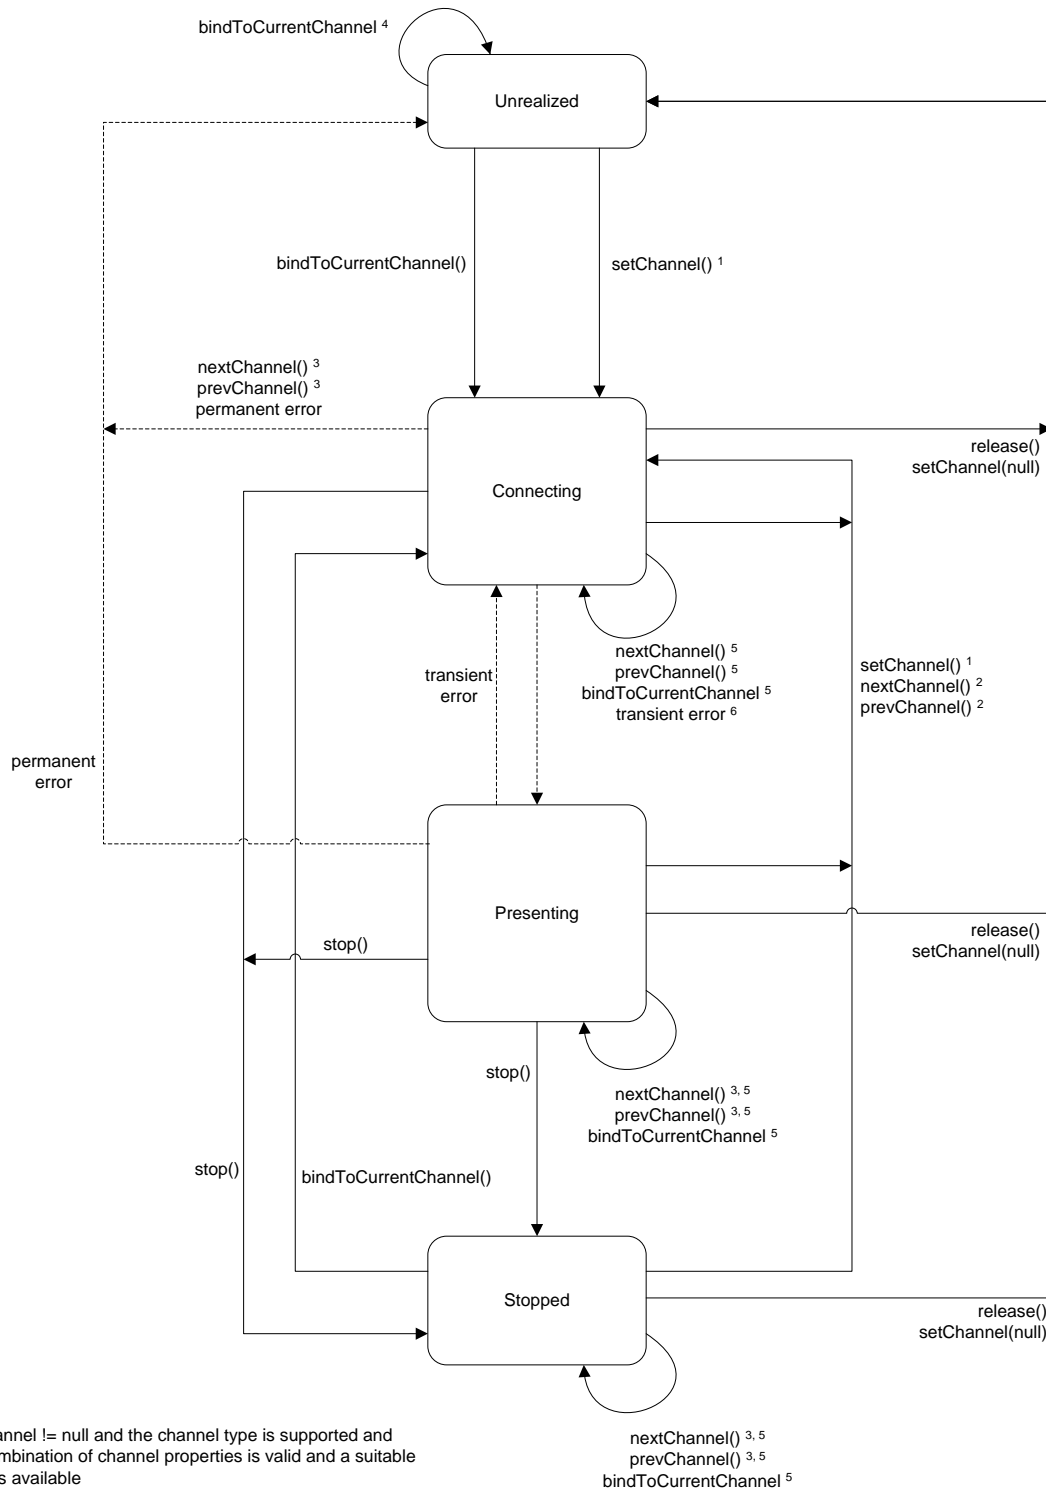 bindToCurrentChannel 4
Unrealized
bindToCurrentChannel()
setChannel() 1
nextChannel() 3
prevChannel() 3
permanent error
release()
setChannel(null)
Connecting
nextChannel() 5
prevChannel() 5
bindToCurrentChannel 5
transient error 6
transient
error
setChannel() 1
nextChannel() 2
prevChannel() 2
permanent
error
Presenting
release()
setChannel(null)
stop()
stop()
nextChannel() 3, 5
prevChannel() 3, 5
bindToCurrentChannel 5
stop()
bindToCurrentChannel()
Stopped
release()
setChannel(null)
nextChannel() 3, 5
prevChannel() 3, 5
bindToCurrentChannel 5
!= null and the channel type is supported and
of channel properties is valid and a suitable
available